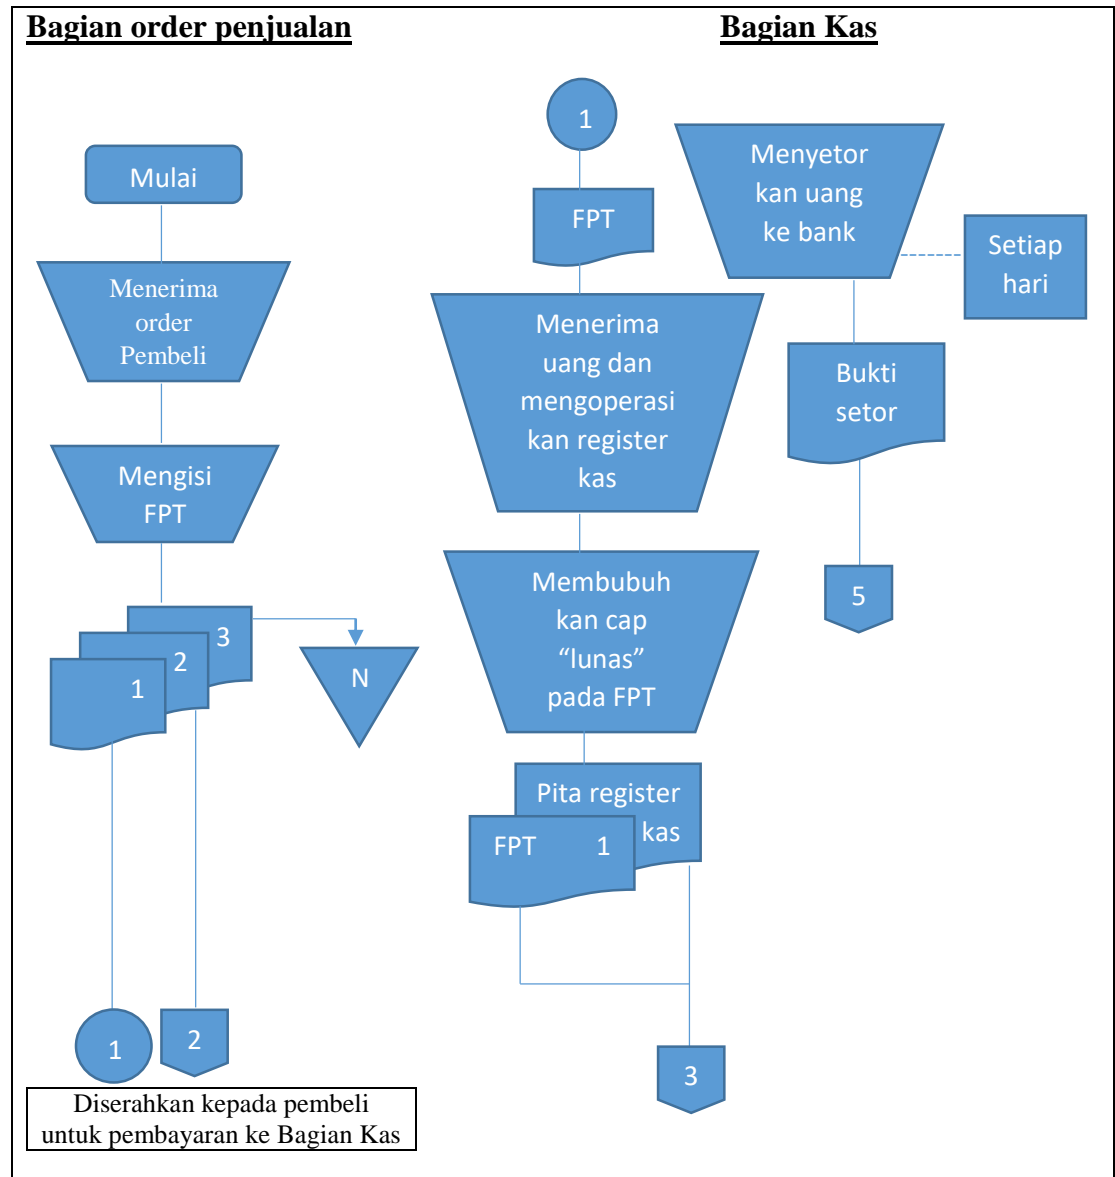 Bagian order penjualan
Mulai
Menerima
order
Pembeli
Mengisi
FPT
3
2
1
N
1
2
Diserahkan kepada pembeli
untuk pembayaran ke Bagian Kas
Bagian Kas
1
FPT
Menerima
uang dan
mengoperasi
kan register
kas
Membubuh
kan cap
“lunas”
pada FPT
Pita register
kas
FPT 1
3
Menyetor
kan uang
ke bank
Setiap
hari
Bukti
setor
5